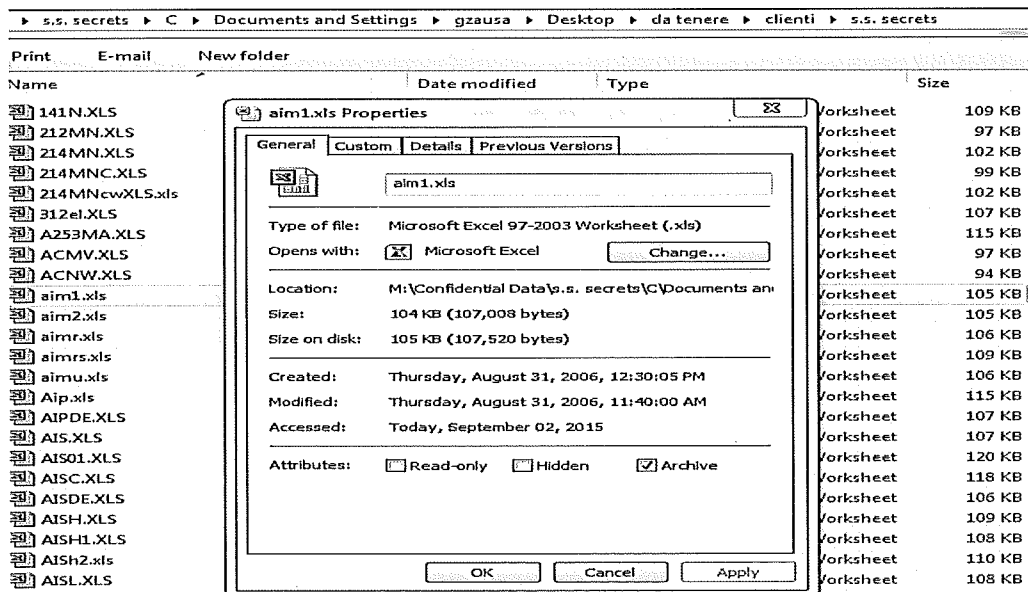 ▸ s.s. secrets ▸ C ▸ Documents and Settings ▸ gzausa ▸ Desktop ▸ da tenere ▸ clienti ▸ s.s. secrets
Print E-mail New folder
Name Date modified Type Size
141N.XLS Worksheet 109 KB
212MN.XLS Worksheet 97 KB
214MN.XLS Worksheet 102 KB
214MNC.XLS Worksheet 99 KB
214MNcwXLS.xls Worksheet 102 KB
312el.XLS Worksheet 107 KB
A253MA.XLS Worksheet 115 KB
ACMV.XLS Worksheet 97 KB
ACNW.XLS Worksheet 94 KB
aim1.xls Worksheet 105 KB
aim2.xls Worksheet 105 KB
aimr.xls Worksheet 106 KB
aimrs.xls Worksheet 109 KB
aimu.xls Worksheet 106 KB
Aip.xls Worksheet 115 KB
AIPDE.XLS Worksheet 107 KB
AIS.XLS Worksheet 107 KB
AIS01.XLS Worksheet 120 KB
AISC.XLS Worksheet 118 KB
AISDE.XLS Worksheet 106 KB
AISH.XLS Worksheet 109 KB
AISH1.XLS Worksheet 108 KB
AISh2.xls Worksheet 110 KB
AISL.XLS Worksheet 108 KB
aim1.xls Properties
General Custom Details Previous Versions
aim1.xls
Type of file: Microsoft Excel 97-2003 Worksheet (.xls)
Opens with: Microsoft Excel Change...
Location: M:\Confidential Data\s.s. secrets\C\Documents an
Size: 104 KB (107,008 bytes)
Size on disk: 105 KB (107,520 bytes)
Created: Thursday, August 31, 2006, 12:30:05 PM
Modified: Thursday, August 31, 2006, 11:40:00 AM
Accessed: Today, September 02, 2015
Attributes: Read-only Hidden Archive
OK Cancel Apply